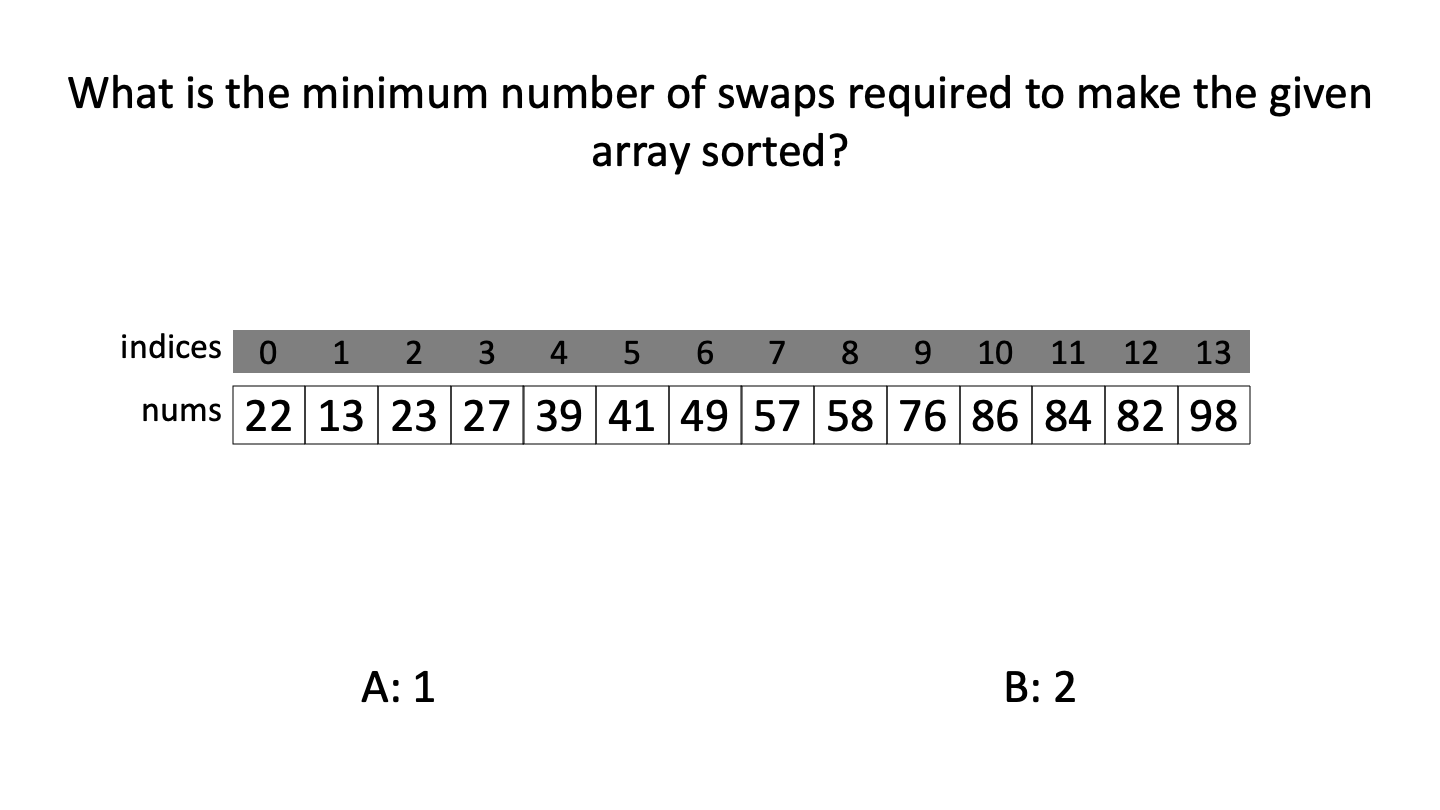 What is the minimum number of swaps required to make the given
array sorted?
indices 0 1 2 3 4 5 6 7 8 9 10 11 12 13
nums 22 13 23 27 39 41 49 57 58 76 86 84 82 98
A: 1 B: 2